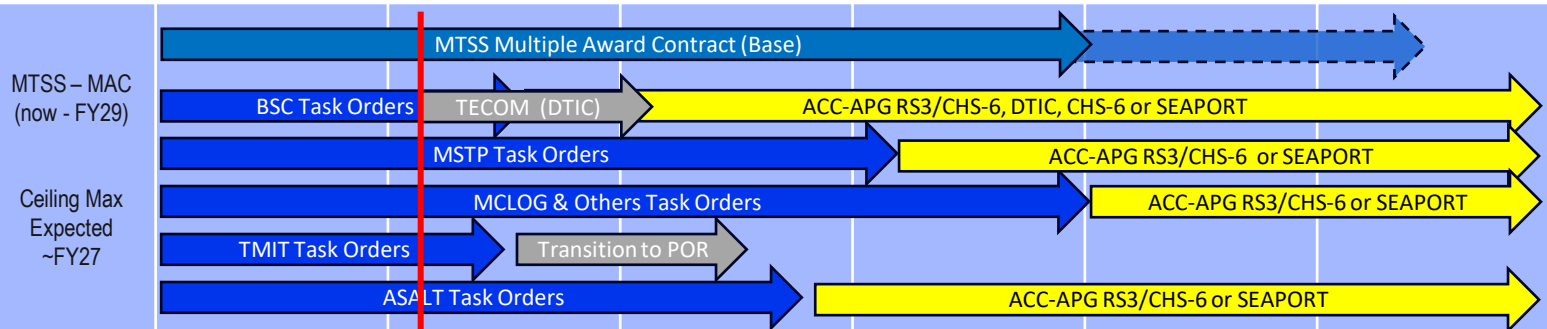 MTSS Multiple Award Contract (Base)
MTSS – MAC
(now - FY29)
BSC Task Orders
TECOM (DTIC)
ACC-APG RS3/CHS-6, DTIC, CHS-6 or SEAPORT
MSTP Task Orders
ACC-APG RS3/CHS-6 or SEAPORT
Ceiling Max
Expected
~FY27
MCLOG & Others Task Orders
ACC-APG RS3/CHS-6 or SEAPORT
TMIT Task Orders
Transition to POR
ASALT Task Orders
ACC-APG RS3/CHS-6 or SEAPORT